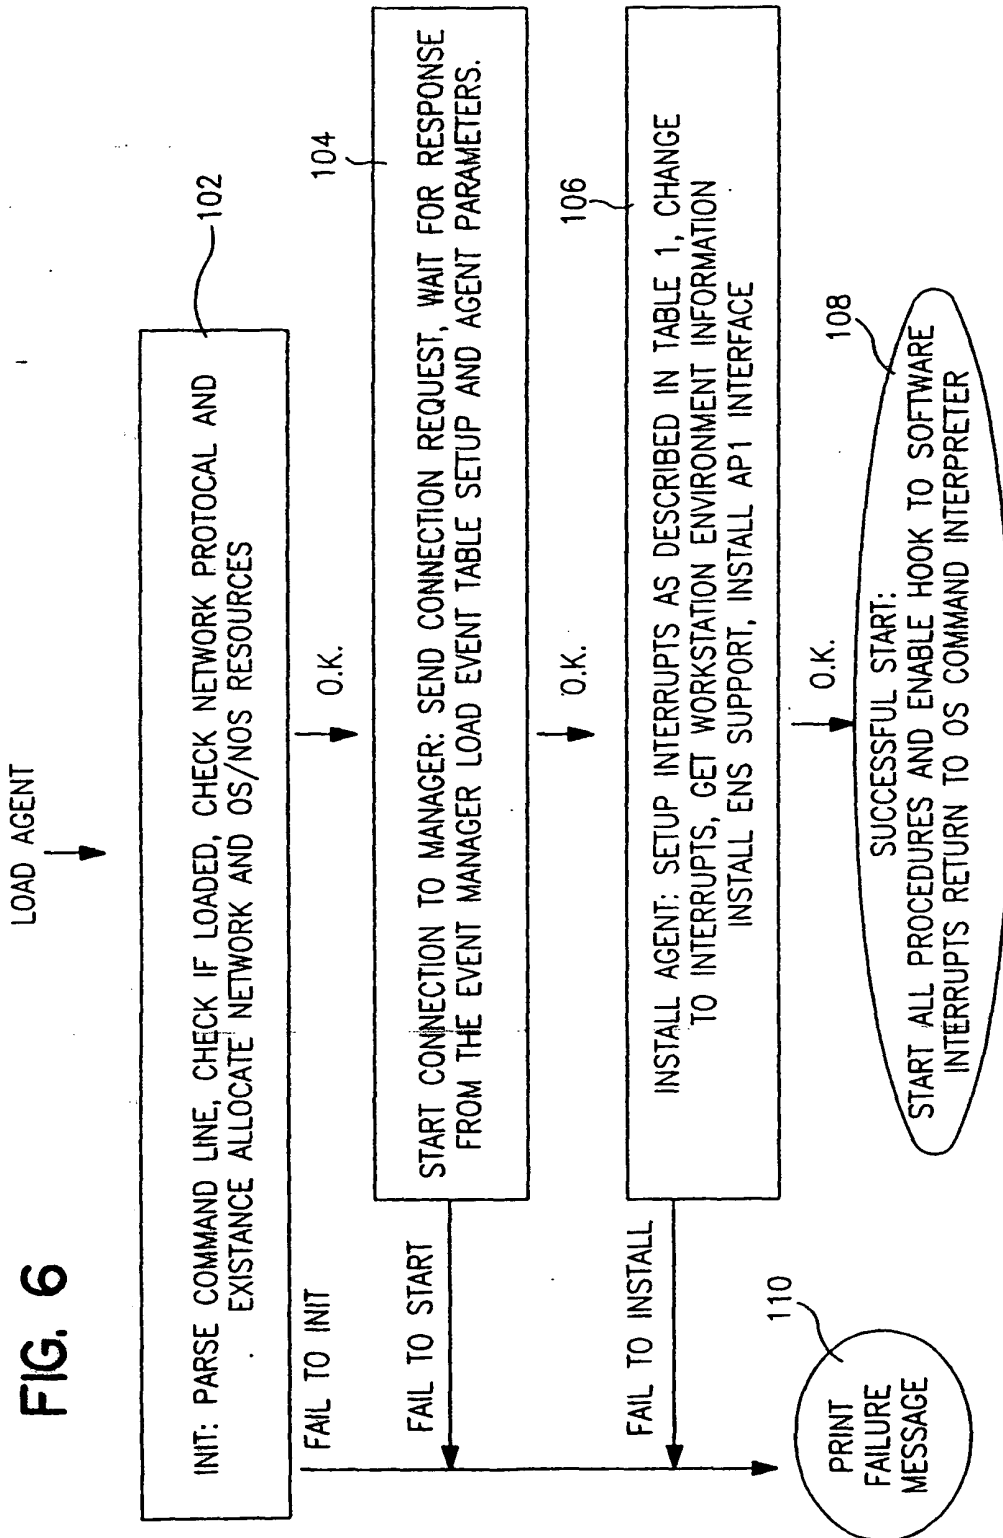 FIG. 6
LOAD AGENT
102
INIT: PARSE COMMAND LINE, CHECK IF LOADED, CHECK NETWORK PROTOCAL AND
EXISTANCE ALLOCATE NETWORK AND OS/NOS RESOURCES
FAIL TO INIT
O.K.
104
START CONNECTION TO MANAGER: SEND CONNECTION REQUEST, WAIT FOR RESPONSE
FROM THE EVENT MANAGER LOAD EVENT TABLE SETUP AND AGENT PARAMETERS.
FAIL TO START
O.K.
106
INSTALL AGENT: SETUP INTERRUPTS AS DESCRIBED IN TABLE 1, CHANGE
TO INTERRUPTS, GET WORKSTATION ENVIRONMENT INFORMATION
INSTALL ENS SUPPORT, INSTALL AP1 INTERFACE
FAIL TO INSTALL
O.K.
108
SUCCESSFUL START:
START ALL PROCEDURES AND ENABLE HOOK TO SOFTWARE
INTERRUPTS RETURN TO OS COMMAND INTERPRETER
110
PRINT
FAILURE
MESSAGE